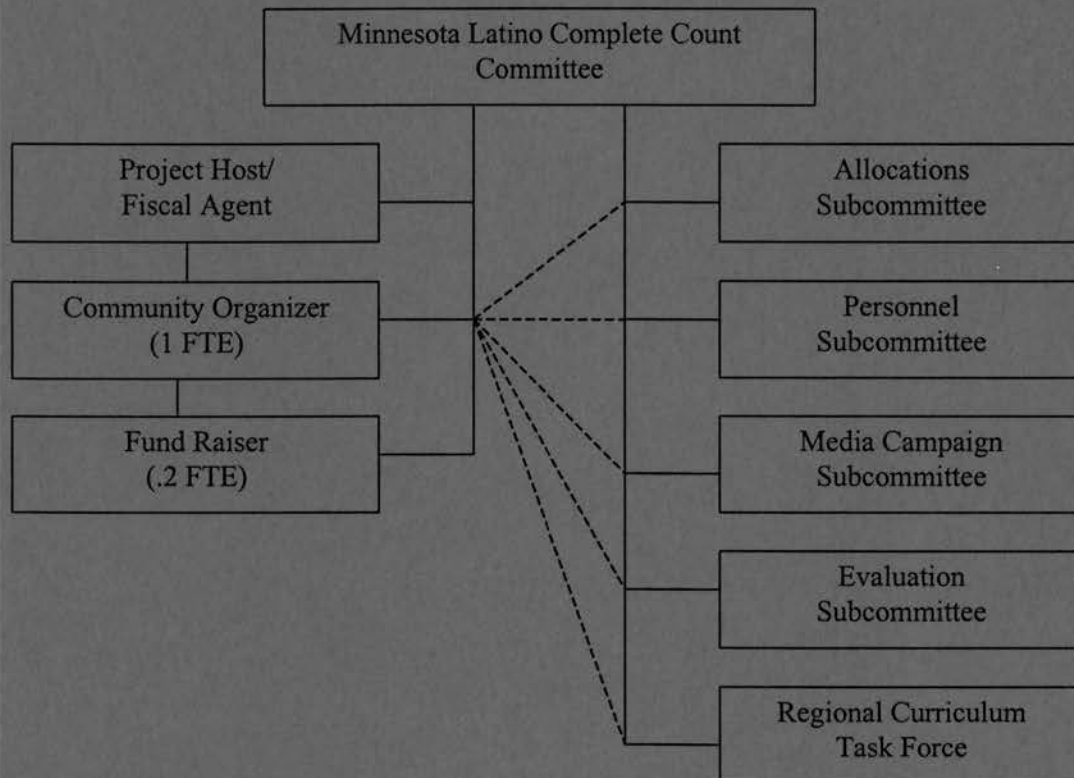 Minnesota Latino Complete Count
Committee
Project Host/
Fiscal Agent
Community Organizer
(1 FTE)
Fund Raiser
(.2 FTE)
Allocations
Subcommittee
Personnel
Subcommittee
Media Campaign
Subcommittee
Evaluation
Subcommittee
Regional Curriculum
Task Force